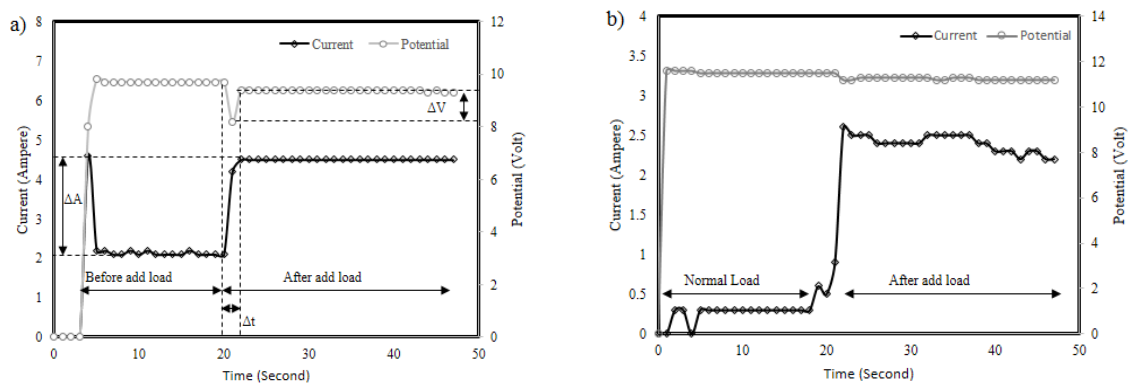 a)
Current Potential
Current (Ampere)
8
7
6
5
4
3
2
1
0
Potential (Volt)
12
10
8
6
4
2
0
ΔV
ΔA
Before add load
After add load
Δt
0 10 20 30 40 50
Time (Second)
b)
Current Potential
Current (Ampere)
4
3.5
3
2.5
2
1.5
1
0.5
0
Potential (Volt)
14
12
10
8
6
4
2
0
Normal Load
After add load
0 10 20 30 40 50
Time (Second)